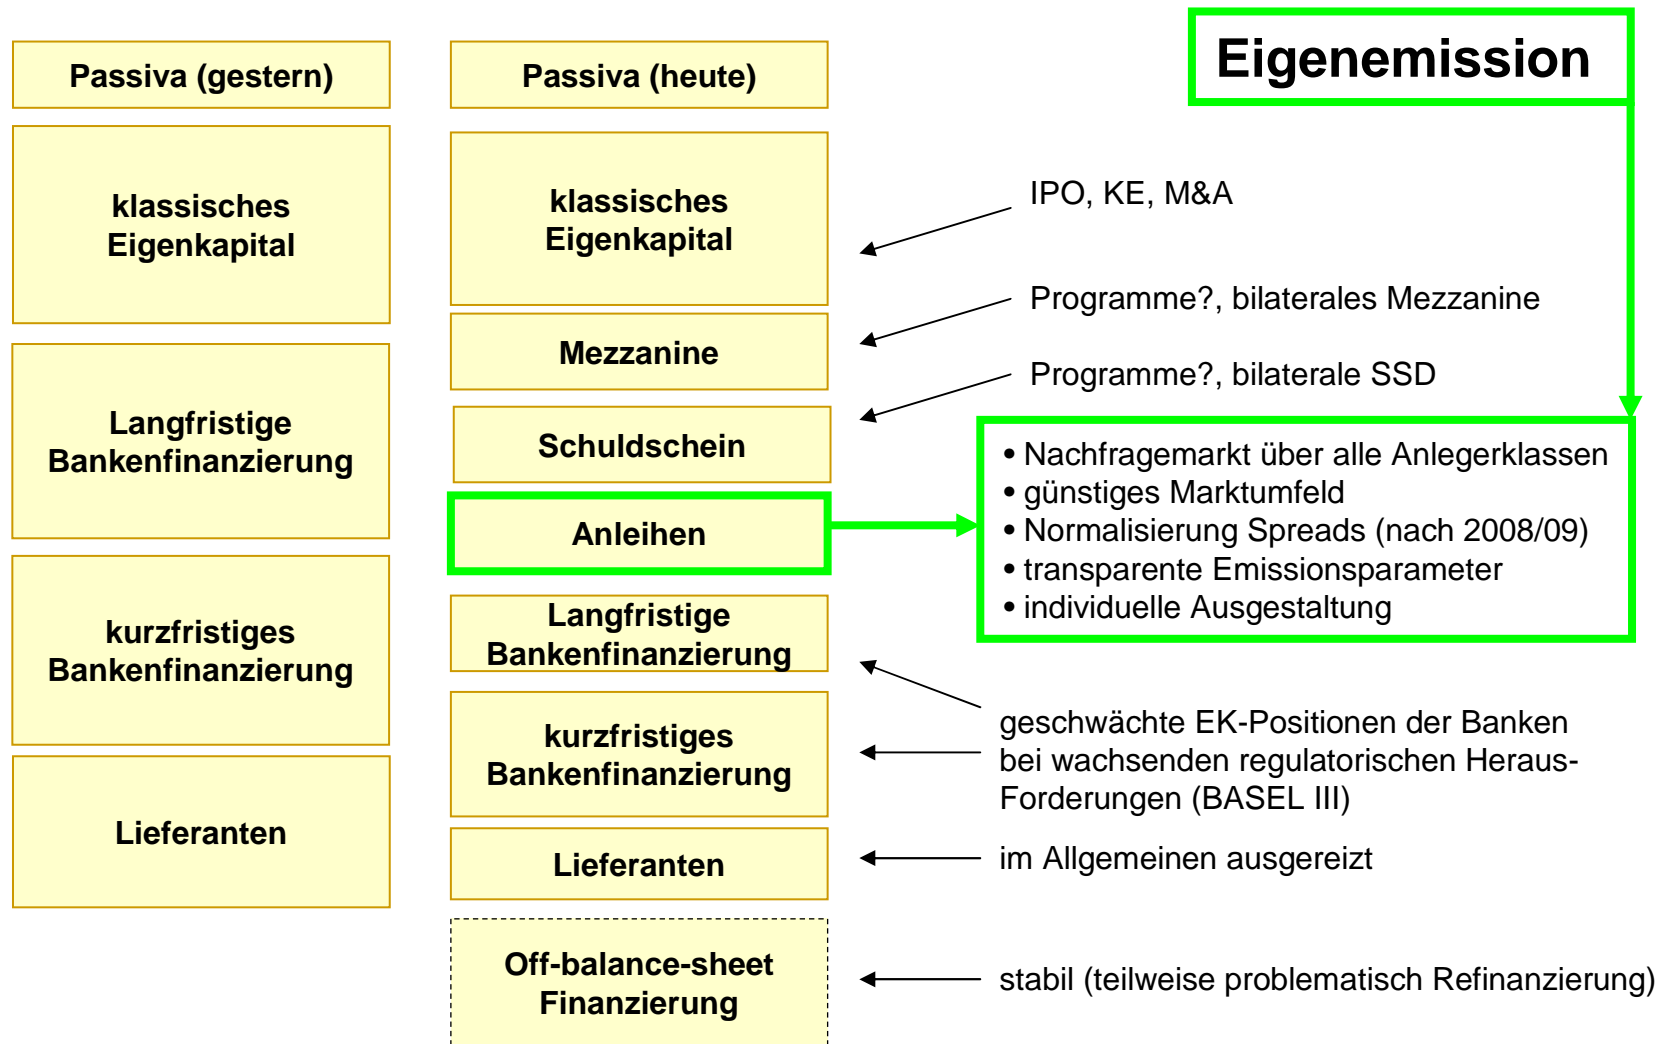 Eigenemission
Passiva (gestern)
klassisches
Eigenkapital
Langfristige
Bankenfinanzierung
kurzfristiges
Bankenfinanzierung
Lieferanten
Passiva (heute)
klassisches
Eigenkapital
Mezzanine
Schuldschein
Anleihen
Langfristige
Bankenfinanzierung
kurzfristiges
Bankenfinanzierung
Lieferanten
Off-balance-sheet
Finanzierung
IPO, KE, M&A
Programme?, bilaterales Mezzanine
Programme?, bilaterale SSD
• Nachfragemarkt über alle Anlegerklassen
• günstiges Marktumfeld
• Normalisierung Spreads (nach 2008/09)
• transparente Emissionsparameter
• individuelle Ausgestaltung
geschwächte EK-Positionen der Banken
bei wachsenden regulatorischen Heraus-
Forderungen (BASEL III)
im Allgemeinen ausgereizt
stabil (teilweise problematisch Refinanzierung)